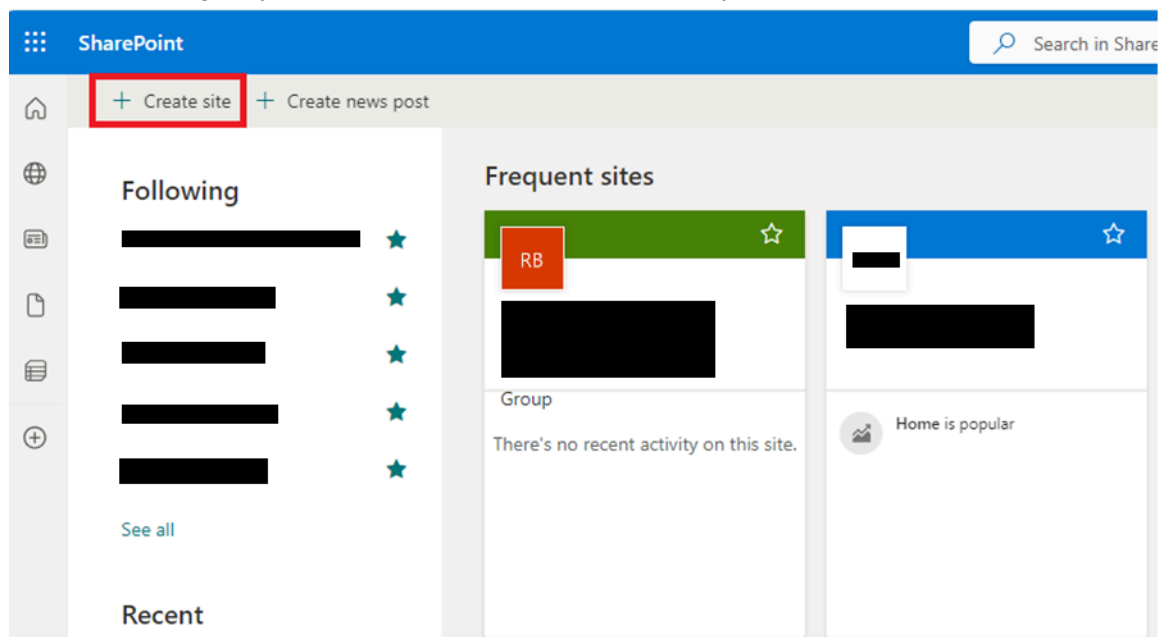 SharePoint
Search in Share
+ Create site + Create news post
Following
See all
Recent
Frequent sites
RB
Group
There's no recent activity on this site.
Home is popular